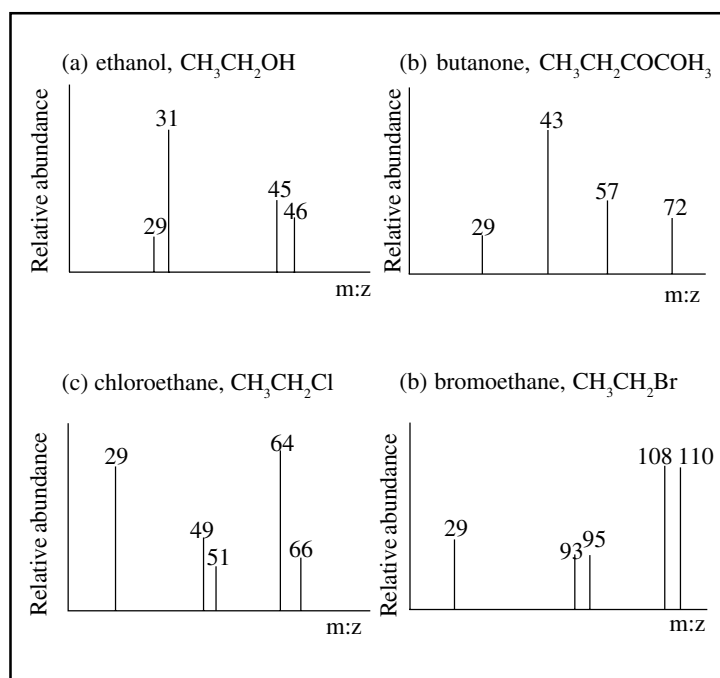 (a) ethanol, CH₃CH₂OH
Relative abundance
29
31
45
46
m:z
(b) butanone, CH₃CH₂COCOH₃
Relative abundance
29
43
57
72
m:z
(c) chloroethane, CH₃CH₂Cl
Relative abundance
29
49
51
64
66
m:z
(b) bromoethane, CH₃CH₂Br
Relative abundance
29
93
95
108 110
m:z